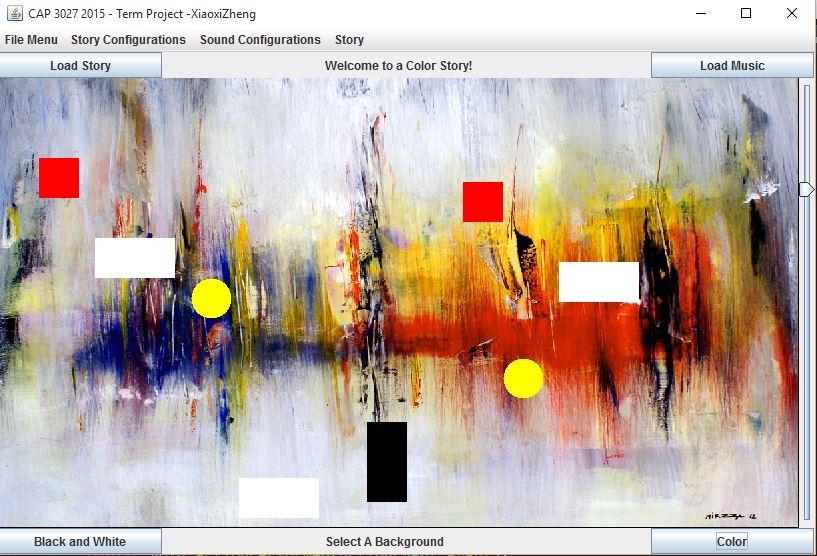 CAP 3027 2015 - Term Project -XiaoxiZheng
File Menu Story Configurations Sound Configurations Story
Load Story Welcome to a Color Story! Load Music
Black and White Select A Background Color